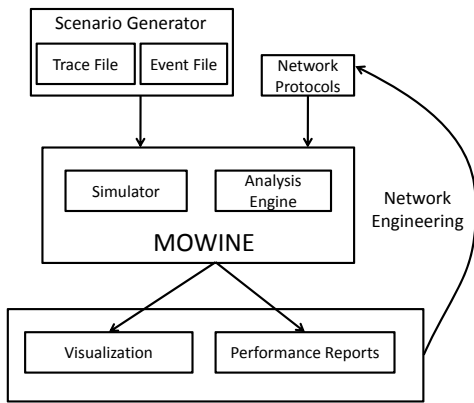 Scenario Generator
Trace File
Event File
Network
Protocols
Simulator
Analysis
Engine
MOWINE
Network
Engineering
Visualization
Performance Reports